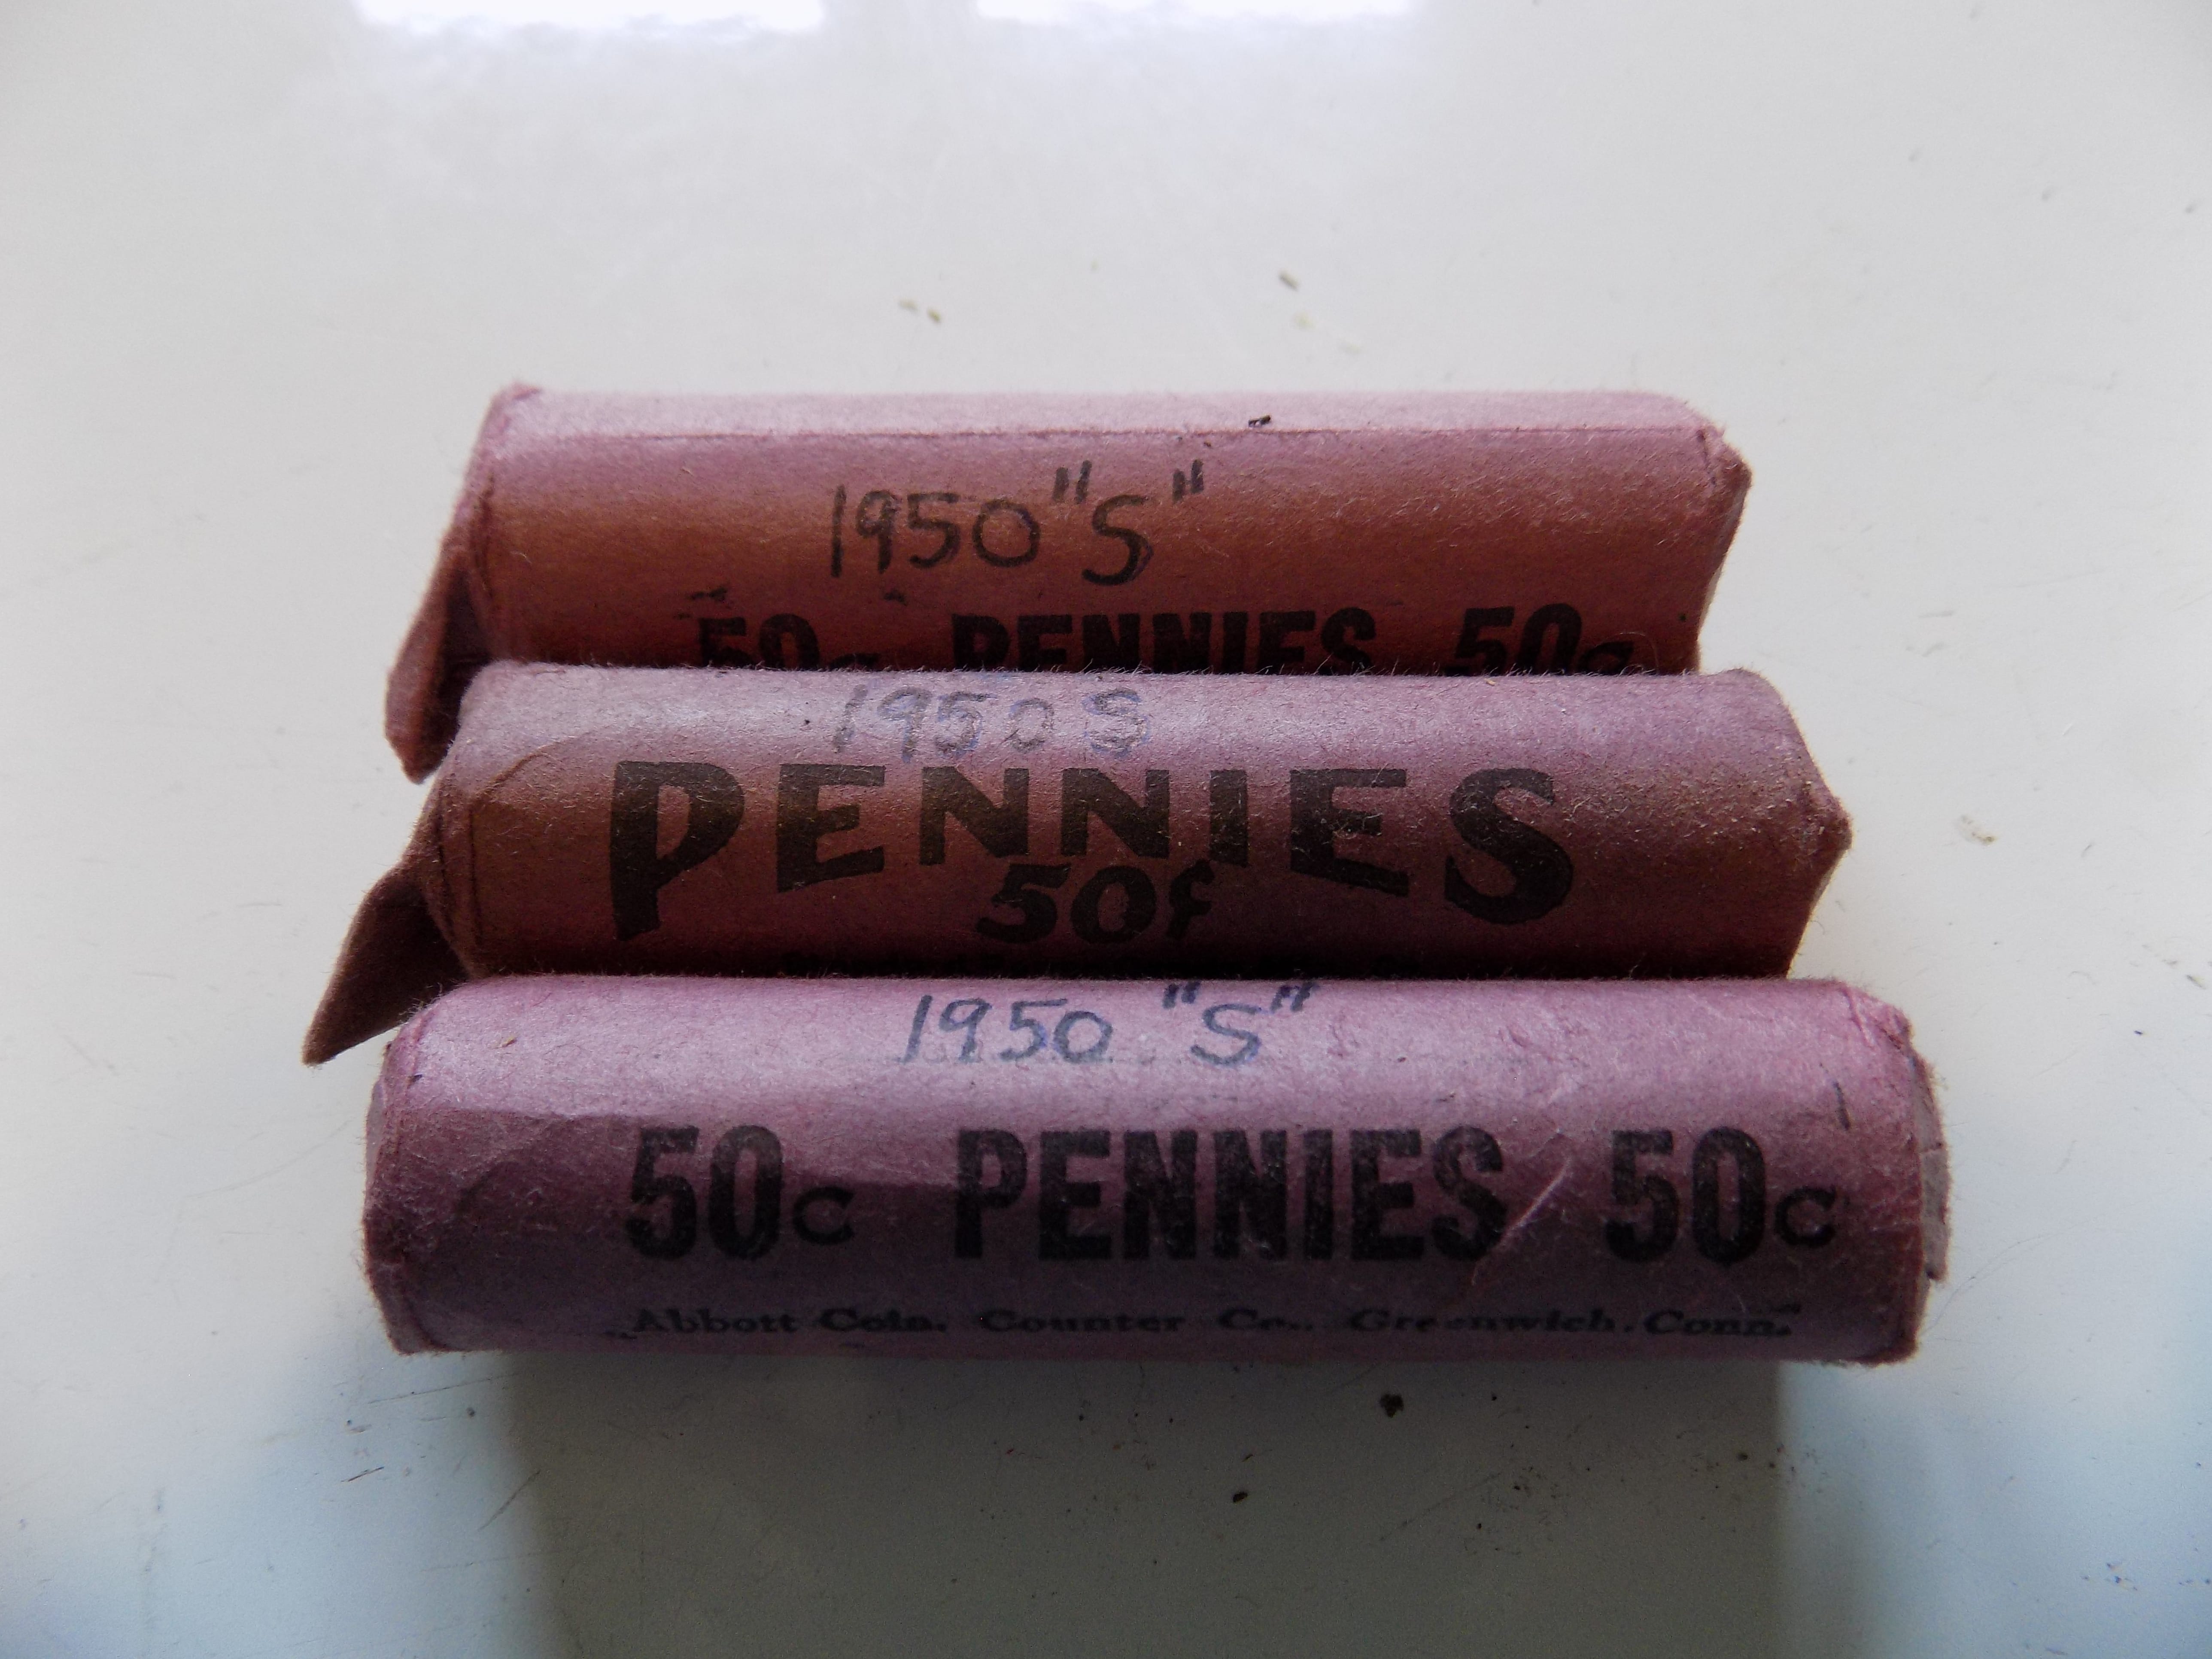 1950 "S"
50c PENNIES 50c
1950 S
PENNIES
50¢
1950 "S"
50c PENNIES 50c
Abbott Coin. Counter Co., Greenwich. Conn.